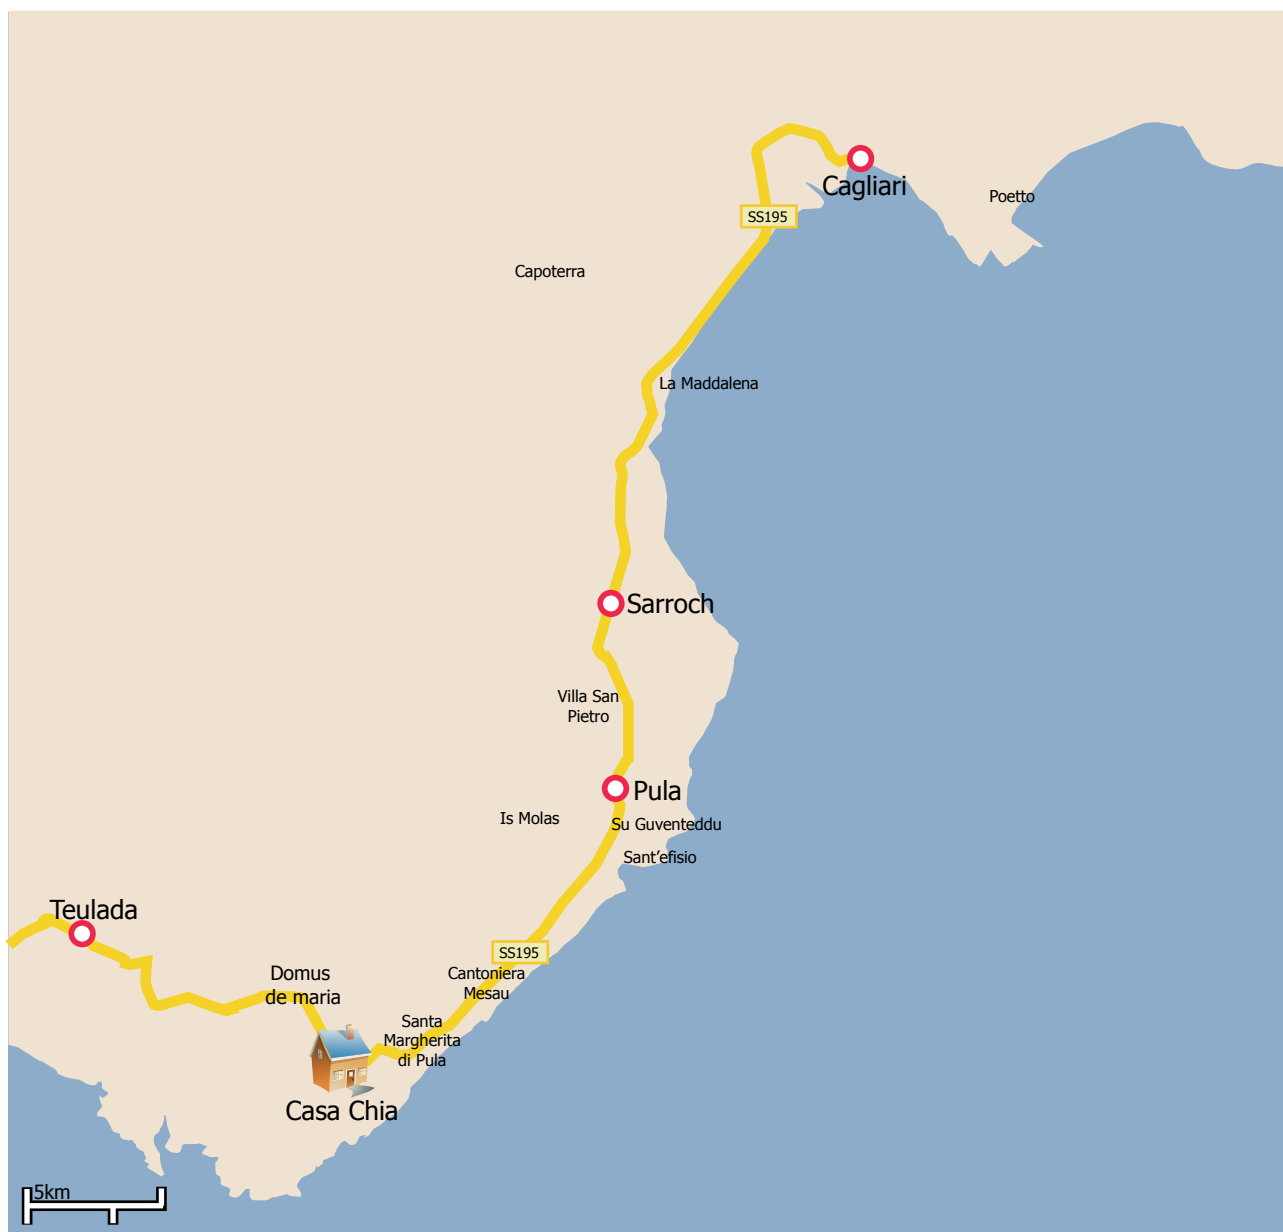 Cagliari
Poetto
SS195
Capoterra
La Maddalena
Sarroch
Villa San
Pietro
Pula
Is Molas
Su Guventeddu
Sant'efisio
Teulada
SS195
Domus
de maria
Cantoniera
Mesau
Santa
Margherita
di Pula
Casa Chia
5km